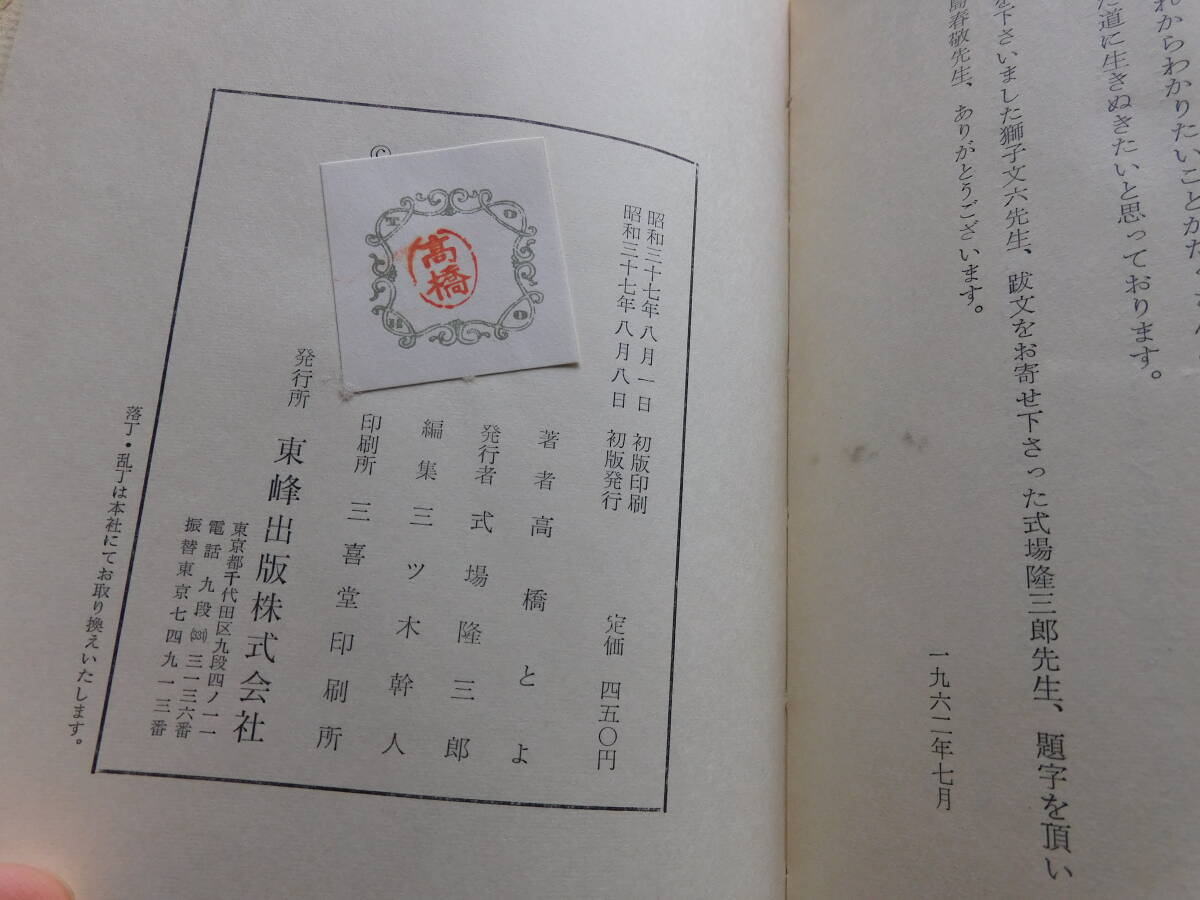 れからわかりたいことがた
た道に生きぬきたいと思っております。
を下さいました獅子文六先生、跋文をお寄せ下さった式場隆三郎先生、題字を頂い
島春敬先生、ありがとうございます。
一九六二年七月
昭和三十七年八月一日 初版印刷
昭和三十七年八月八日 初版発行
定価 四五〇円
著者 高橋とよ
発行者 式場隆三郎
編集 三ツ木幹人
印刷所 三喜堂印刷所
©
高橋
発行所 東峰出版株式会社
東京都千代田区九段四ノ一一
電話 九段(331)三一三六番
振替 東京 七四九一三番
落丁・乱丁は本社にてお取り換えいたします。